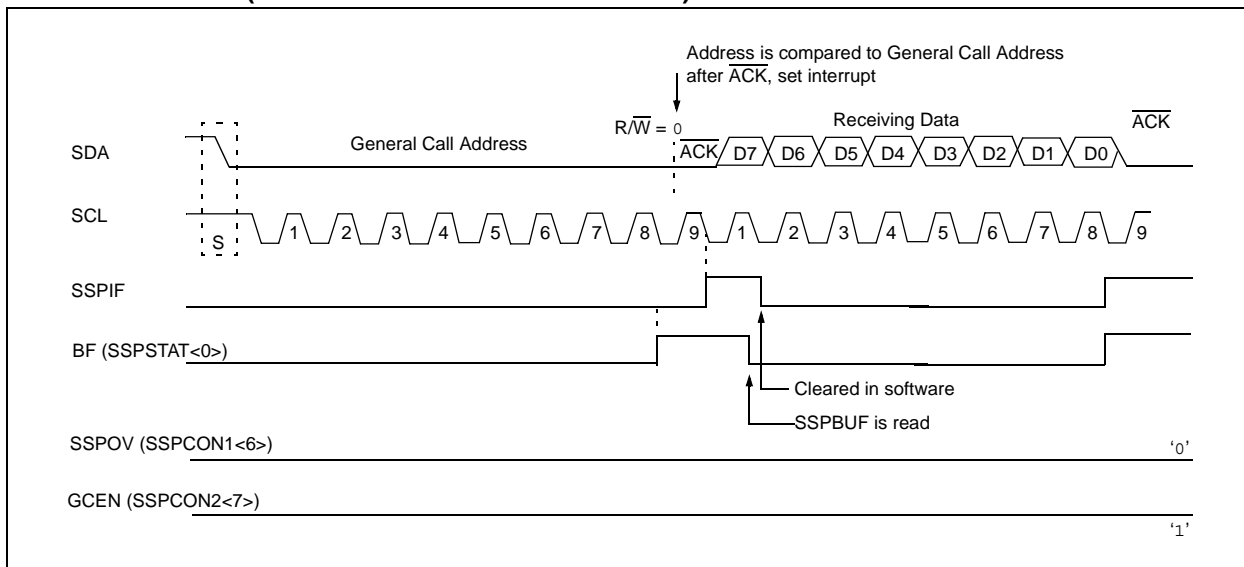 Address is compared to General Call Address
after ACK, set interrupt
R/W = 0
Receiving Data
ACK
SDA
General Call Address
ACK
D7 D6 D5 D4 D3 D2 D1 D0
SCL
S
1 2 3 4 5 6 7 8 9 1 2 3 4 5 6 7 8 9
SSPIF
BF (SSPSTAT<0>)
Cleared in software
SSPBUF is read
SSPOV (SSPCON1<6>)
‘0’
GCEN (SSPCON2<7>)
‘1’